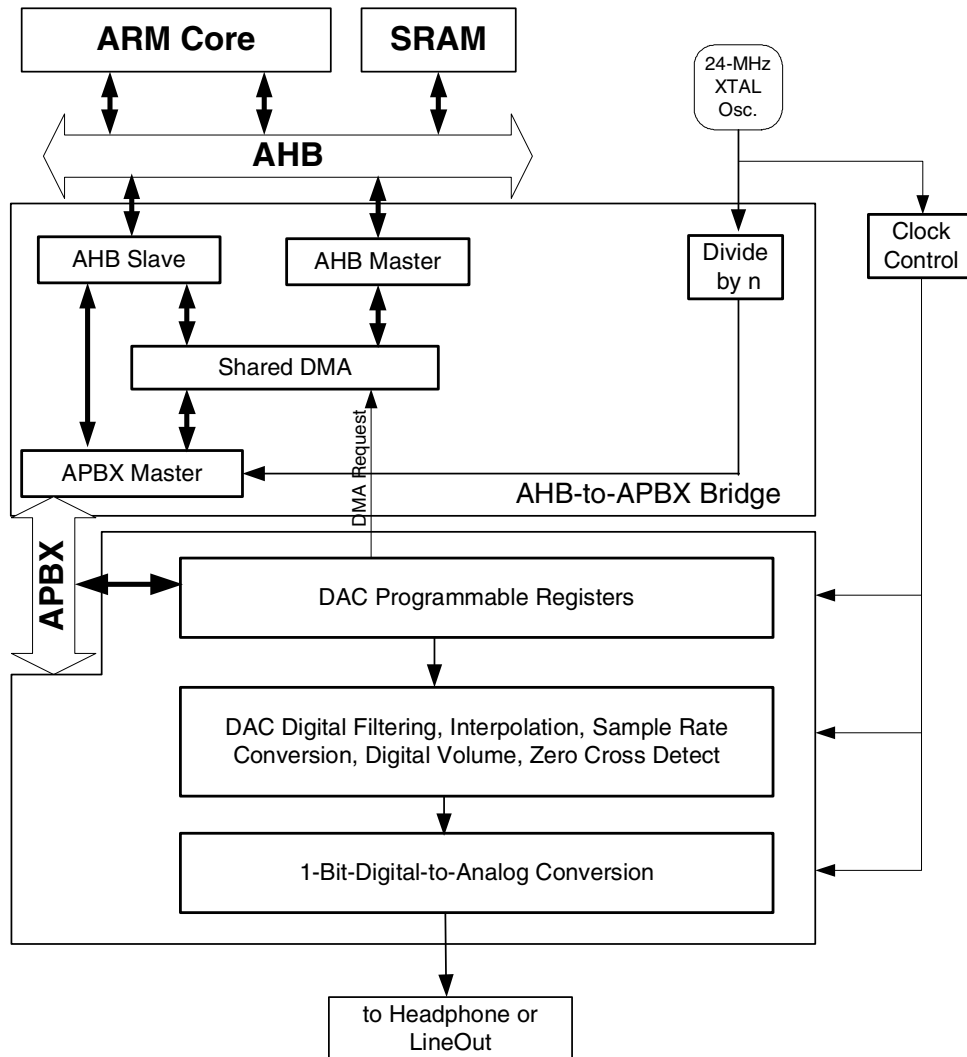 ARM Core
SRAM
24-MHz
XTAL
Osc.
AHB
AHB Slave
AHB Master
Divide
by n
Clock
Control
Shared DMA
DMA Request
APBX Master
AHB-to-APBX Bridge
APBX
DAC Programmable Registers
DAC Digital Filtering, Interpolation, Sample Rate
Conversion, Digital Volume, Zero Cross Detect
1-Bit-Digital-to-Analog Conversion
to Headphone or
LineOut